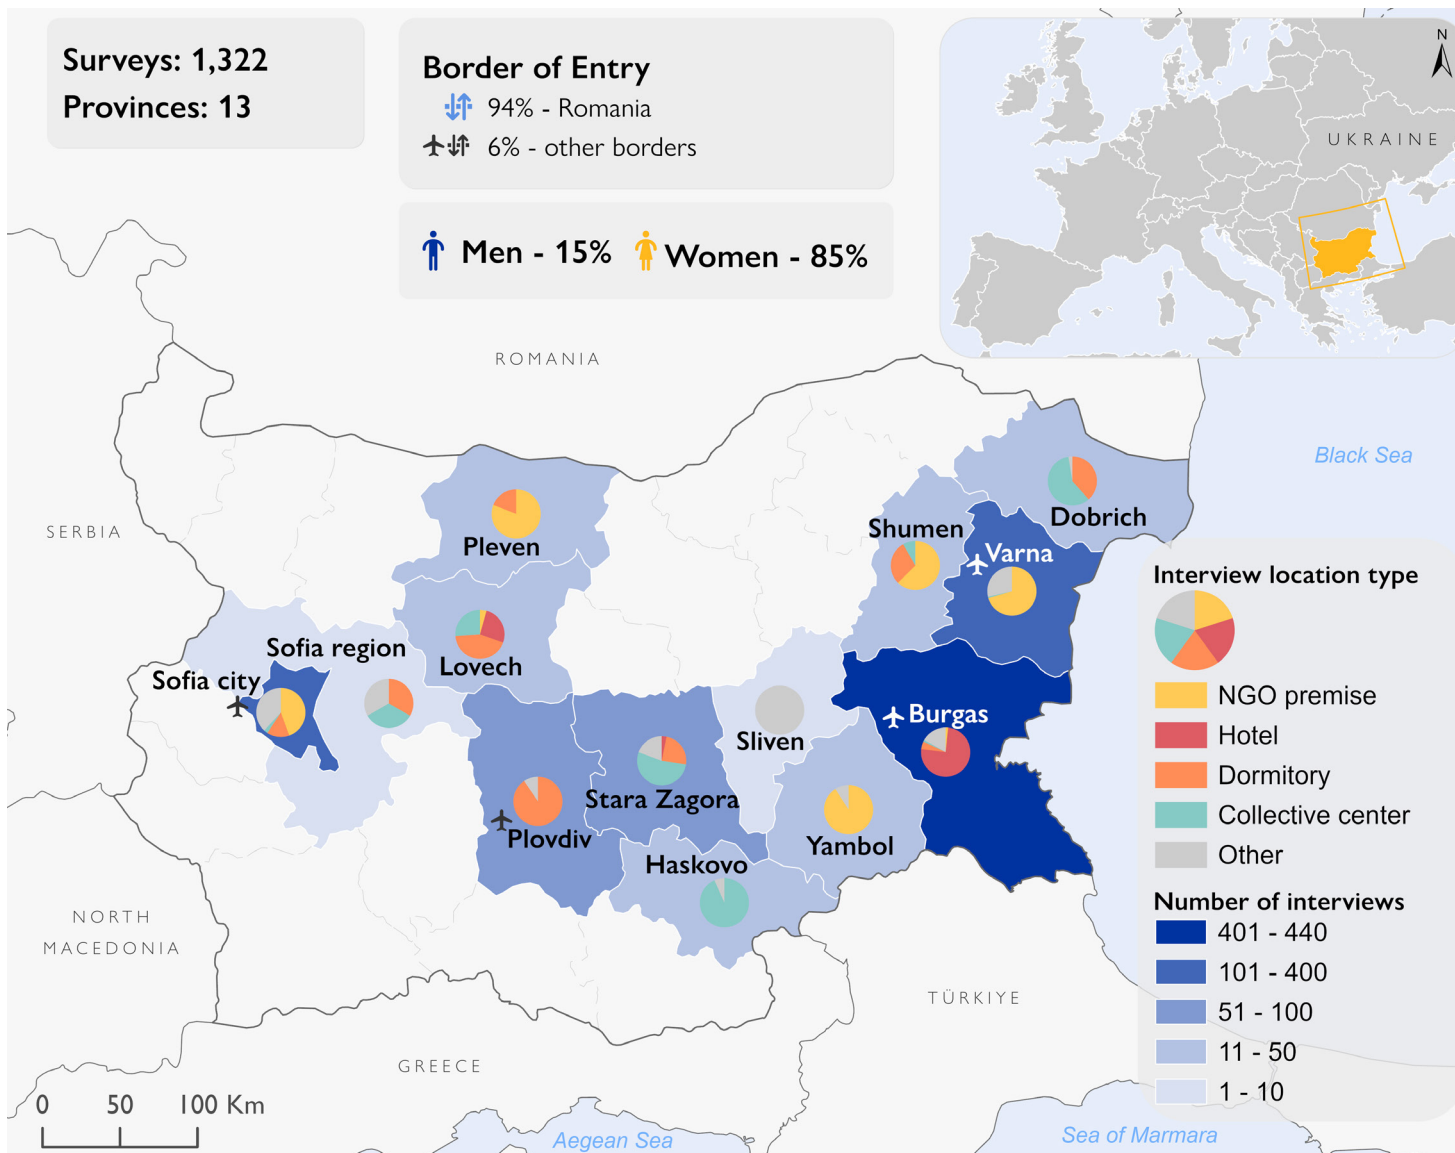 Surveys: 1,322
Provinces: 13
Border of Entry
94% - Romania
6% - other borders
Men - 15%
Women - 85%
N
UKRAINE
ROMANIA
Black Sea
SERBIA
Pleven
Dobrich
Shumen
Varna
Lovech
Sofia region
Sofia city
Sliven
Burgas
Stara Zagora
Plovdiv
Yambol
Haskovo
NORTH
MACEDONIA
TÜRKIYE
GREECE
Aegean Sea
Sea of Marmara
0 50 100 Km
Interview location type
NGO premise
Hotel
Dormitory
Collective center
Other
Number of interviews
401 - 440
101 - 400
51 - 100
11 - 50
1 - 10